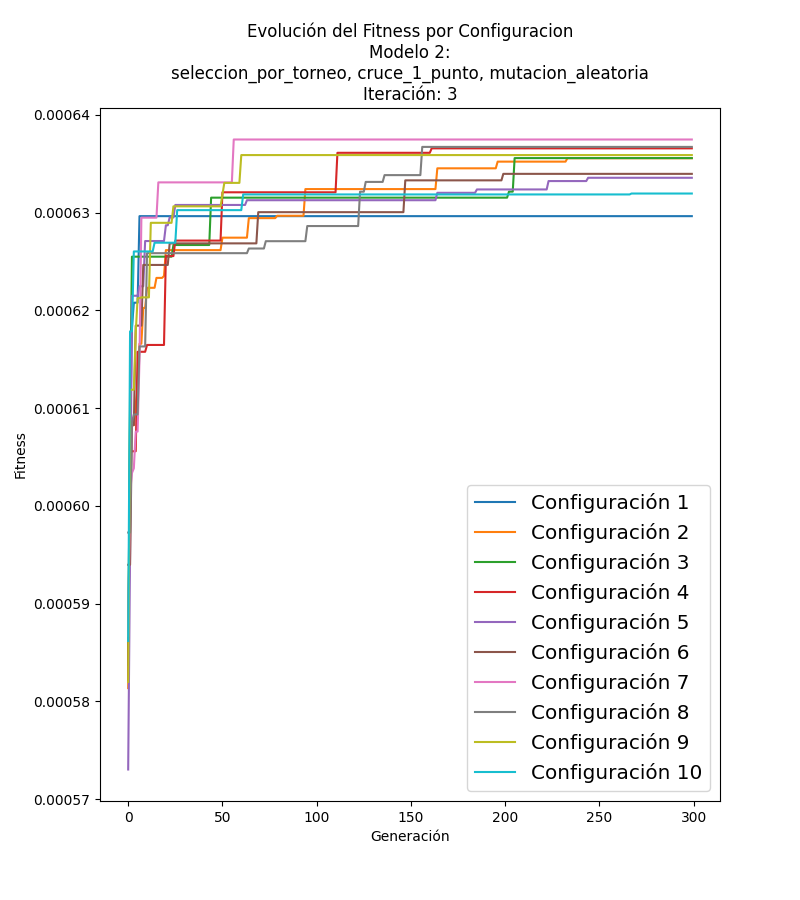 Evolución del Fitness por Configuracion
Modelo 2:
seleccion_por_torneo, cruce_1_punto, mutacion_aleatoria
Iteración: 3
0.00064
0.00063
0.00062
0.00061
0.00060
0.00059
0.00058
0.00057
Fitness
Configuración 1
Configuración 2
Configuración 3
Configuración 4
Configuración 5
Configuración 6
Configuración 7
Configuración 8
Configuración 9
Configuración 10
0 50 100 150 200 250 300
Generación